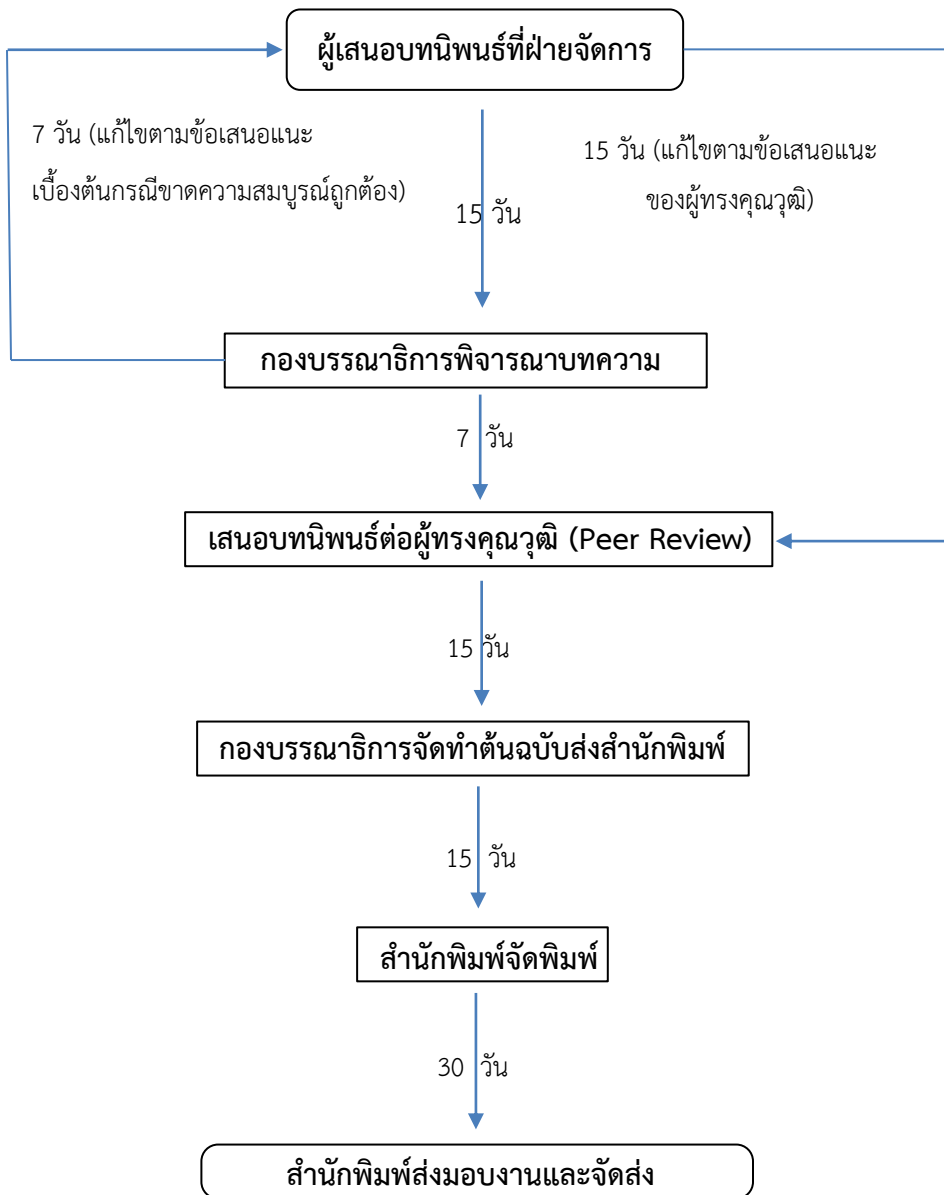 ผู้เสนอบทนิพนธ์ที่ฝ่ายจัดการ
7 วัน (แก้ไขตามข้อเสนอแนะ
เบื้องต้นกรณีขาดความสมบูรณ์ถูกต้อง)
15 วัน
15 วัน (แก้ไขตามข้อเสนอแนะ
ของผู้ทรงคุณวุฒิ)
กองบรรณาธิการพิจารณาบทความ
7 วัน
เสนอบทนิพนธ์ต่อผู้ทรงคุณวุฒิ (Peer Review)
15 วัน
กองบรรณาธิการจัดทำต้นฉบับส่งสำนักพิมพ์
15 วัน
สำนักพิมพ์จัดพิมพ์
30 วัน
สำนักพิมพ์ส่งมอบงานและจัดส่ง